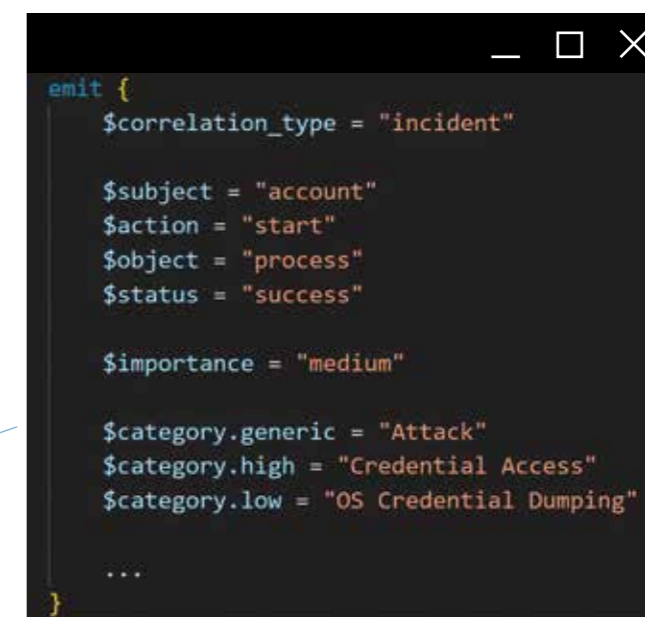 emit {
$correlation_type = "incident"
$subject = "account"
$action = "start"
$object = "process"
$status = "success"
$importance = "medium"
$category.generic = "Attack"
$category.high = "Credential Access"
$category.low = "OS Credential Dumping"
...
}